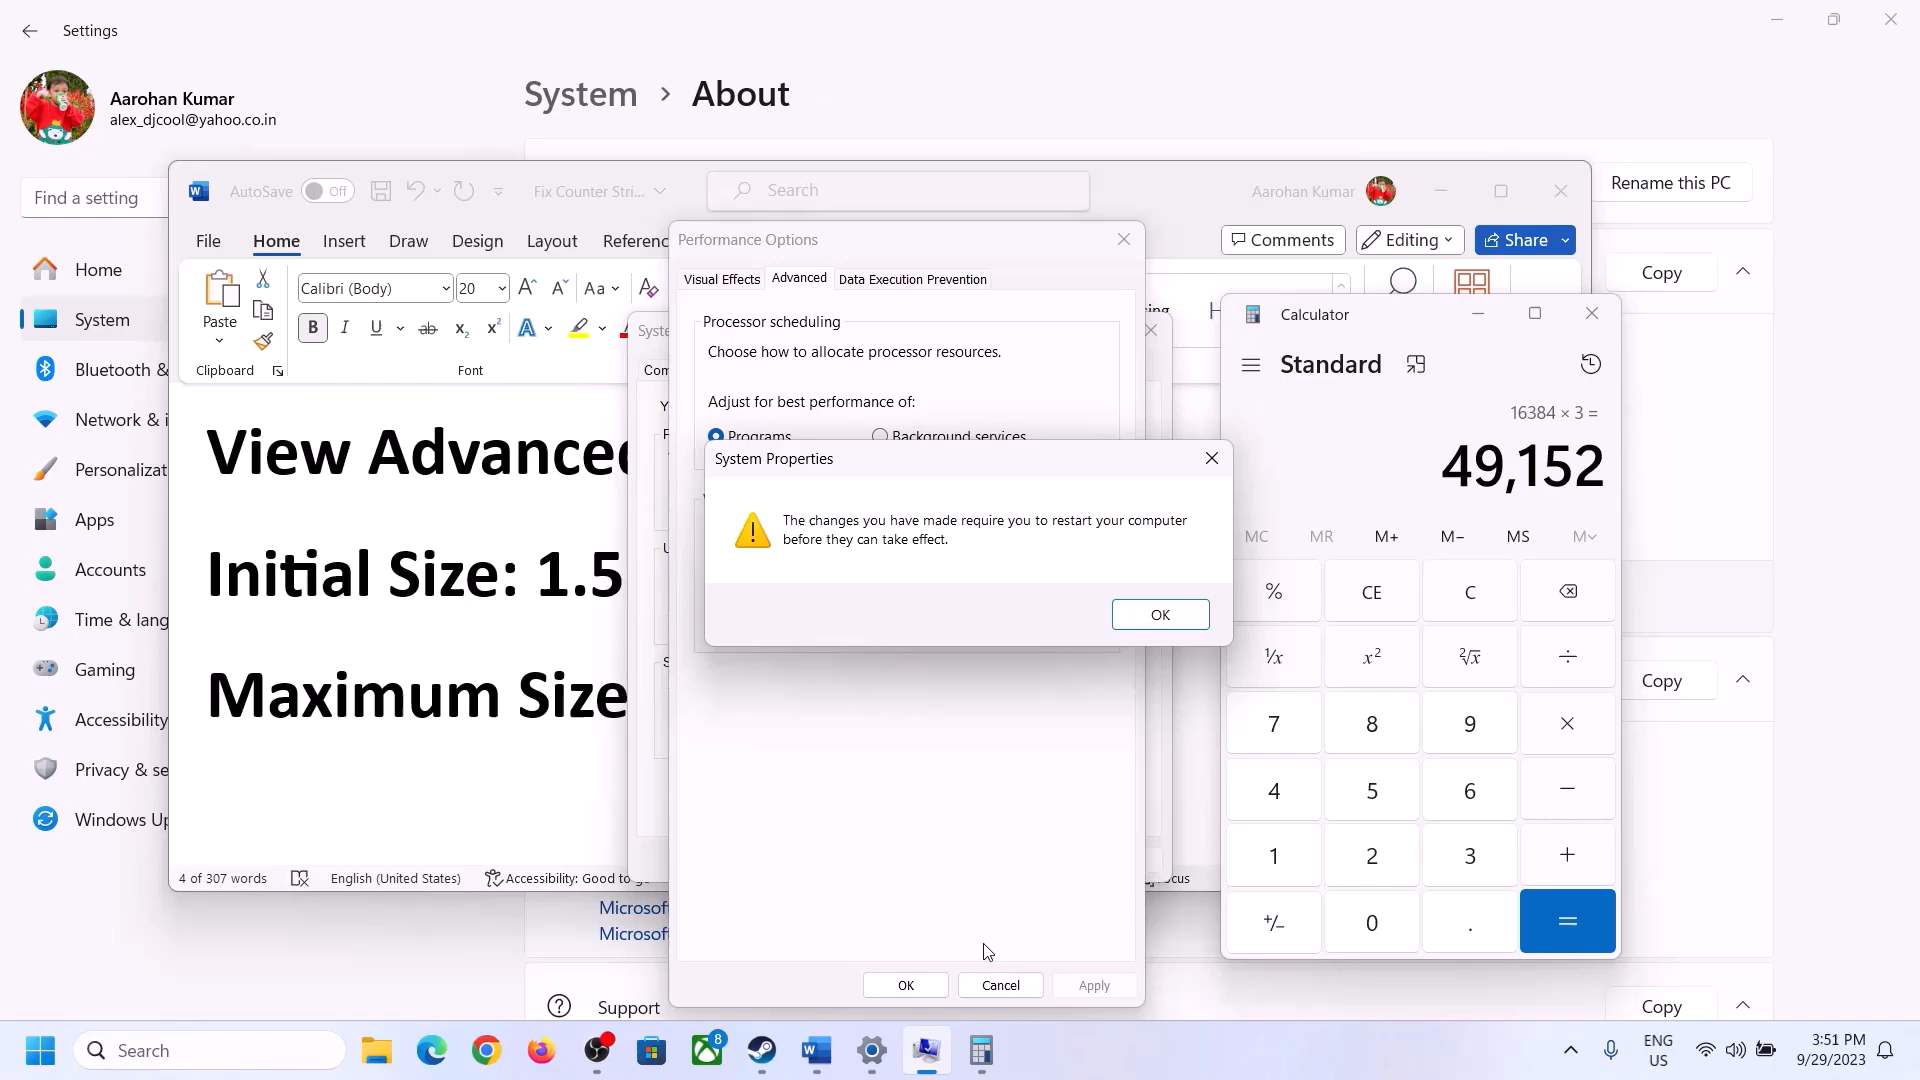 Settings
Aarohan Kumar
alex_djcool@yahoo.co.in
System > About
Find a setting
Home
System
Bluetooth &
Network & i
Personalizat
Apps
Accounts
Time & lang
Gaming
Accessibility
Privacy & se
Windows Up
Rename this PC
Copy
Copy
Copy
Support
AutoSave Off
Fix Counter Stri...
Search
Aarohan Kumar
File Home Insert Draw Design Layout Referenc
Comments Editing Share
Paste
Calibri (Body) 20
Clipboard Font
View Advanced
Initial Size: 1.5
Maximum Size
4 of 307 words English (United States) Accessibility: Good to
Microsof
Microsof
Performance Options
Visual Effects Advanced Data Execution Prevention
Processor scheduling
Choose how to allocate processor resources.
Adjust for best performance of:
Programs Background services
System Properties
The changes you have made require you to restart your computer
before they can take effect.
OK
OK Cancel Apply
Calculator
Standard
16384 × 3 =
49,152
MC MR M+ M− MS M
% CE C
⅟x x² ²√x ÷
7 8 9 ×
4 5 6 −
1 2 3 +
+/− 0 . =
Search
8
ENG
US
3:51 PM
9/29/2023